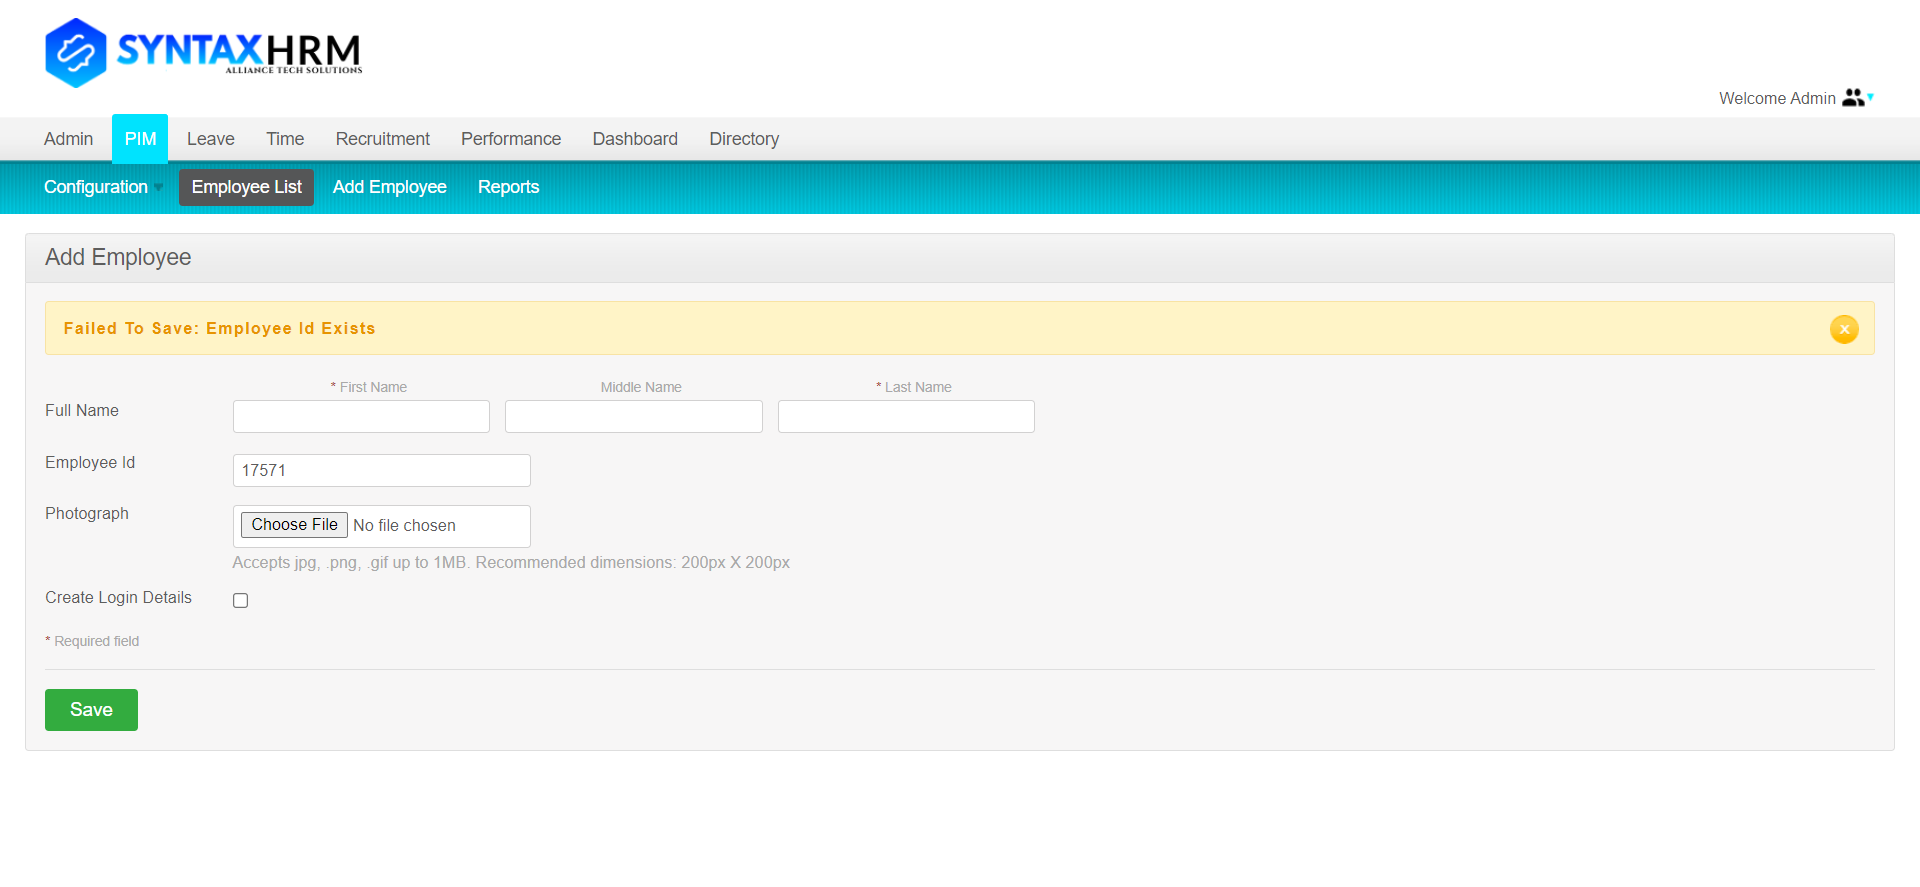 SYNTAXHRM
ALLIANCE TECH SOLUTIONS
Welcome Admin
Admin PIM Leave Time Recruitment Performance Dashboard Directory
Configuration Employee List Add Employee Reports
Add Employee
Failed To Save: Employee Id Exists
* First Name Middle Name * Last Name
Full Name
Employee Id 17571
Photograph Choose File No file chosen
Accepts jpg, .png, .gif up to 1MB. Recommended dimensions: 200px X 200px
Create Login Details
* Required field
Save